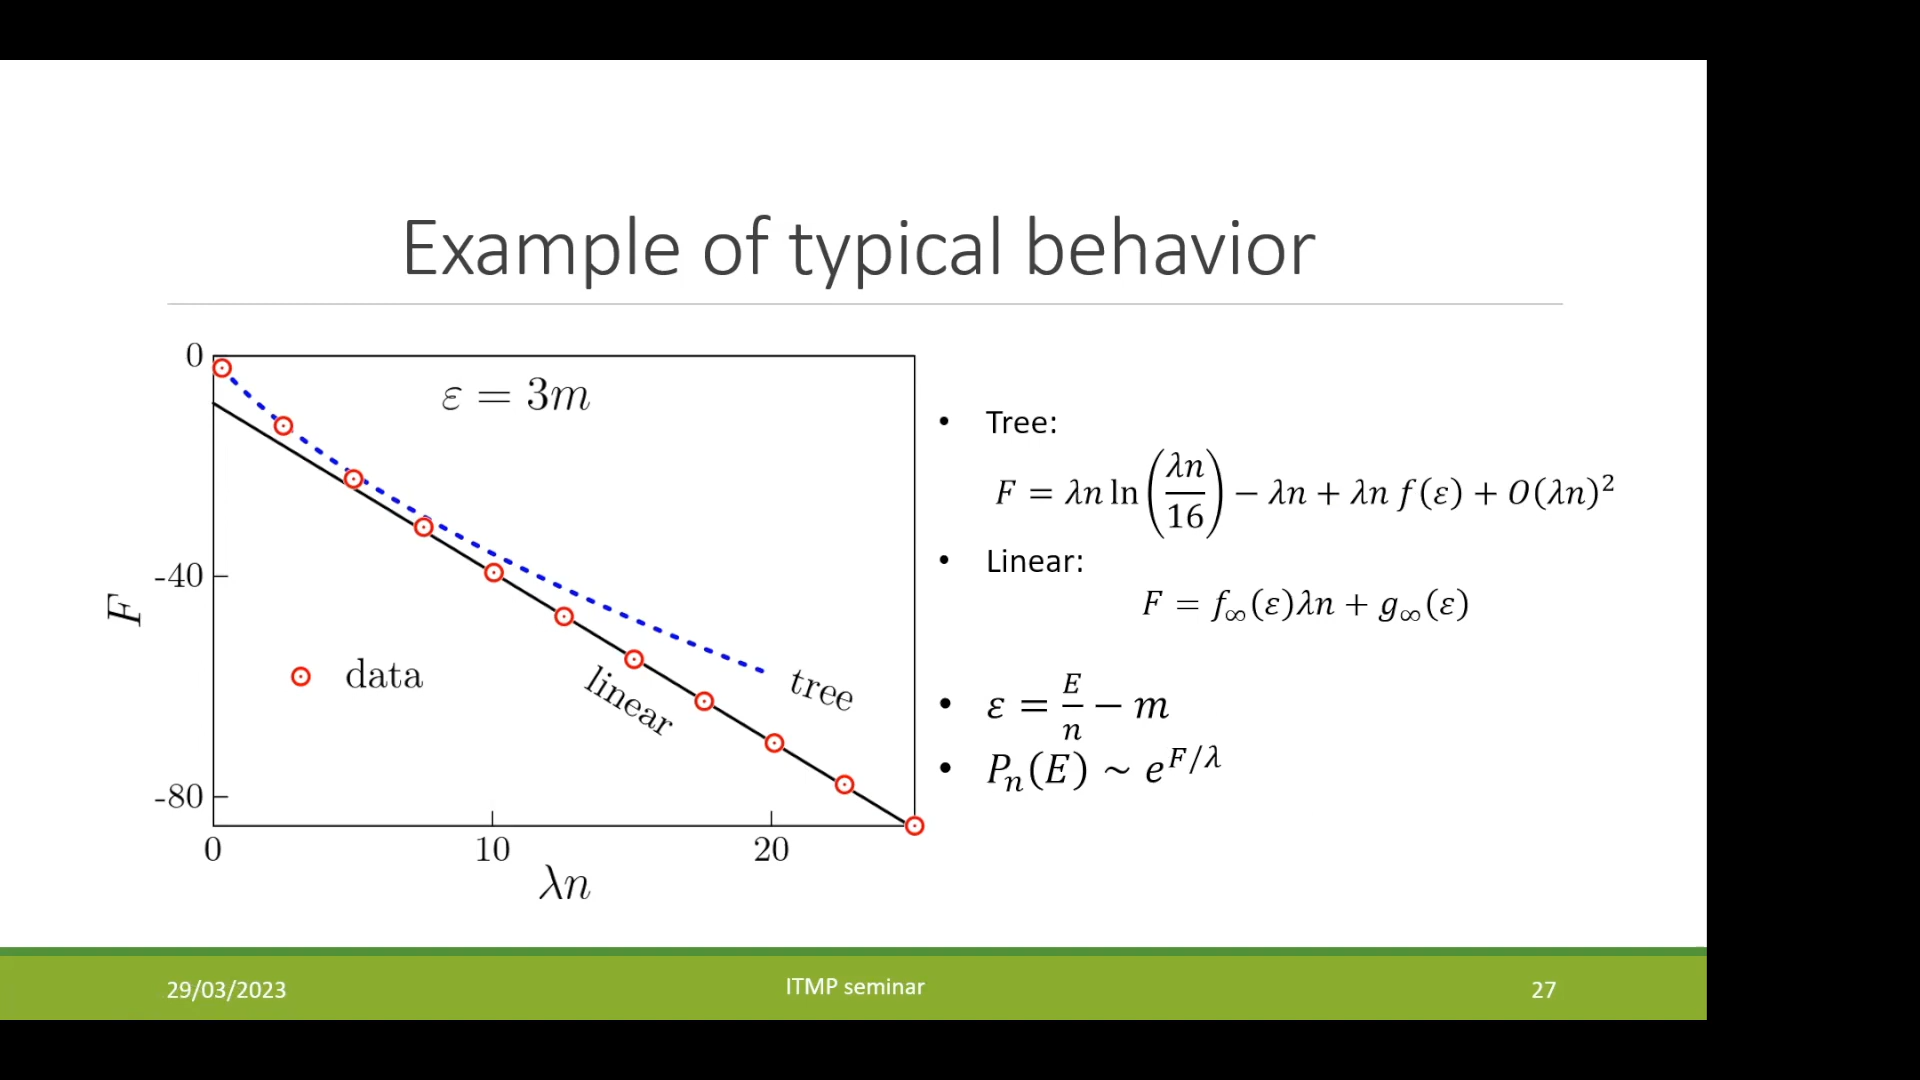 Example of typical behavior
0
ε = 3m
-40
F
data
linear
tree
-80
0 10 20
λn
• Tree:
F = λn ln(λn/16) − λn + λn f(ε) + O(λn)²
• Linear:
F = f∞(ε)λn + g∞(ε)
• ε = E/n − m
• Pₙ(E) ~ e^{F/λ}
29/03/2023
ITMP seminar
27